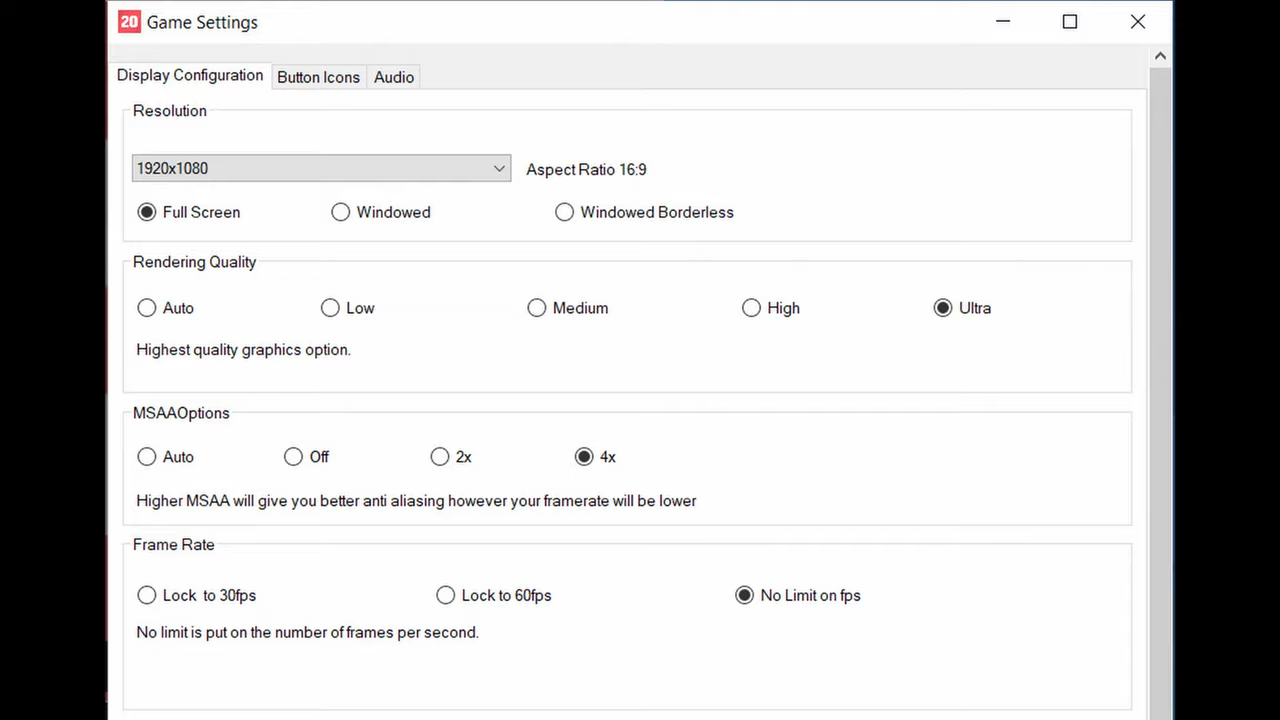 20 Game Settings
Display Configuration Button Icons Audio
Resolution
1920x1080 Aspect Ratio 16:9
Full Screen Windowed Windowed Borderless
Rendering Quality
Auto Low Medium High Ultra
Highest quality graphics option.
MSAAOptions
Auto Off 2x 4x
Higher MSAA will give you better anti aliasing however your framerate will be lower
Frame Rate
Lock to 30fps Lock to 60fps No Limit on fps
No limit is put on the number of frames per second.